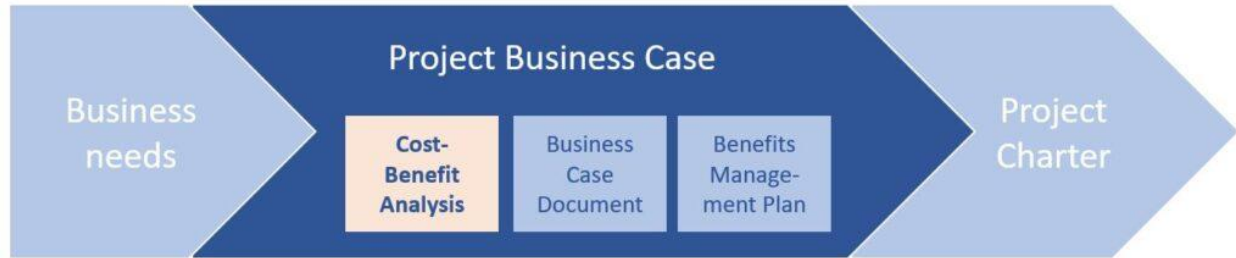 Business
needs
Project Business Case
Cost-
Benefit
Analysis
Business
Case
Document
Benefits
Manage-
ment Plan
Project
Charter